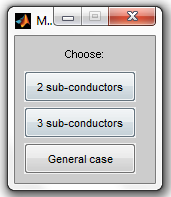 M...
Choose:
2 sub-conductors
3 sub-conductors
General case